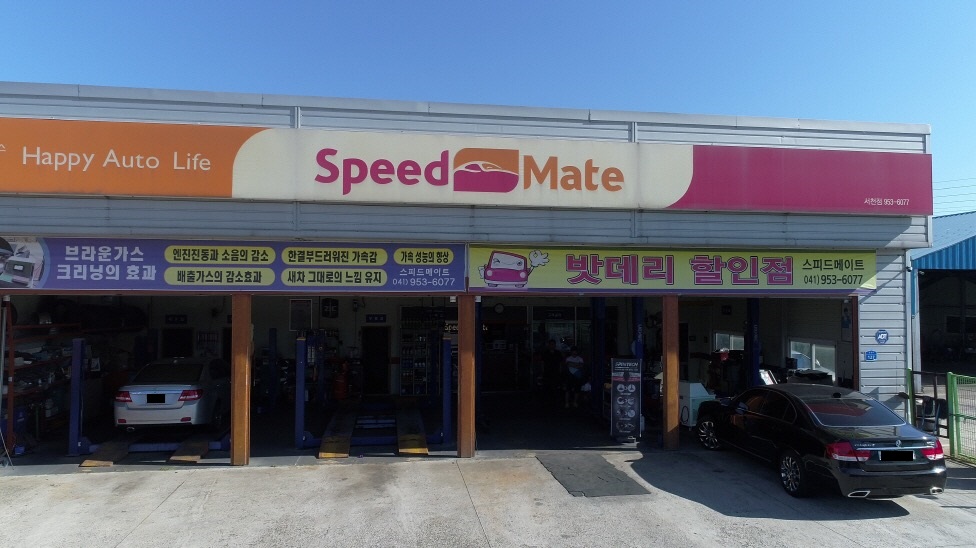 Happy Auto Life
Speed Mate
서천점 953-6077
브라운가스
크리닝의 효과
엔진진동과 소음의 감소
한결부드러워진 가속감
가속 성능의 향상
배출가스의 감소효과
새차 그대로의 느낌 유지
스피드메이트
041) 953-6077
밧데리 할인점
스피드메이트
041) 953-6077
ADT